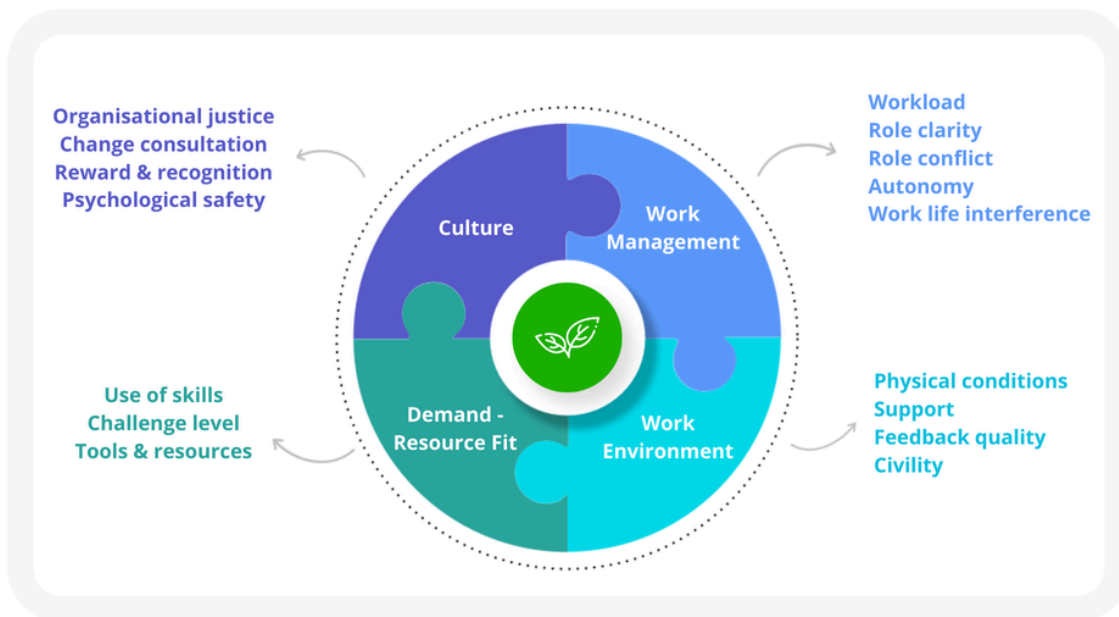 Organisational justice
Change consultation
Reward & recognition
Psychological safety
Workload
Role clarity
Role conflict
Autonomy
Work life interference
Culture
Work
Management
Use of skills
Challenge level
Tools & resources
Demand -
Resource Fit
Work
Environment
Physical conditions
Support
Feedback quality
Civility